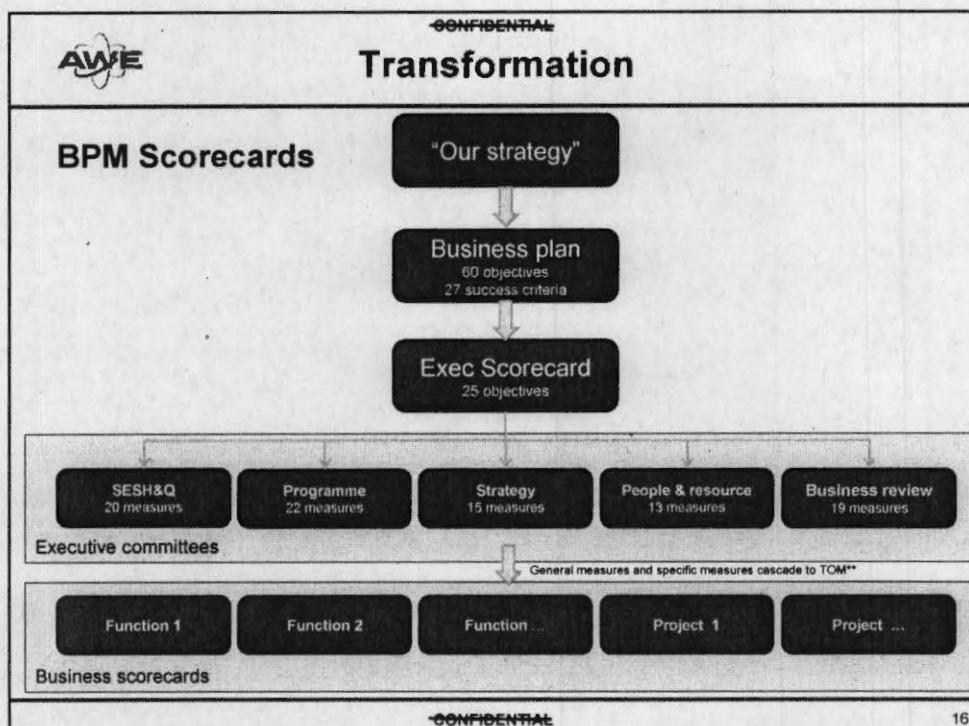 CONFIDENTIAL
AWE
Transformation
BPM Scorecards
"Our strategy"
Business plan
60 objectives
27 success criteria
Exec Scorecard
25 objectives
SESH&Q
20 measures
Programme
22 measures
Strategy
15 measures
People & resource
13 measures
Business review
19 measures
Executive committees
General measures and specific measures cascade to TOM**
Function 1
Function 2
Function ...
Project 1
Project ...
Business scorecards
CONFIDENTIAL
16